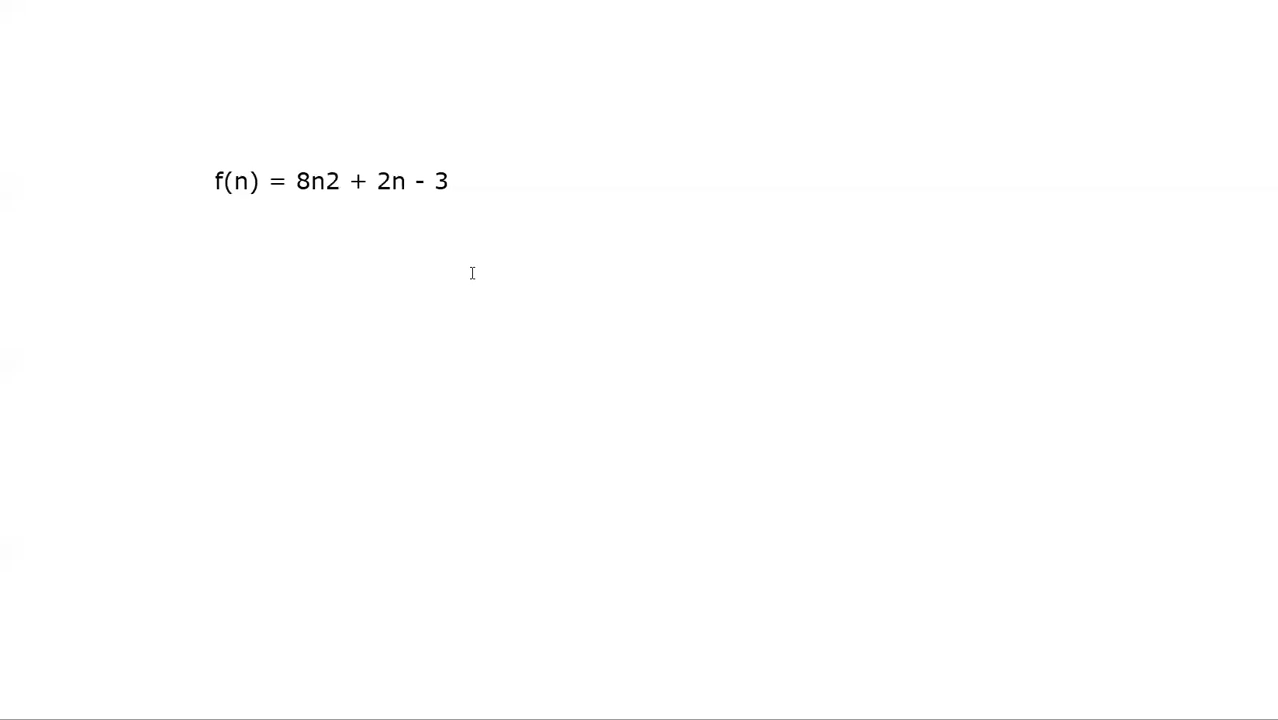 f(n) = 8n2 + 2n - 3